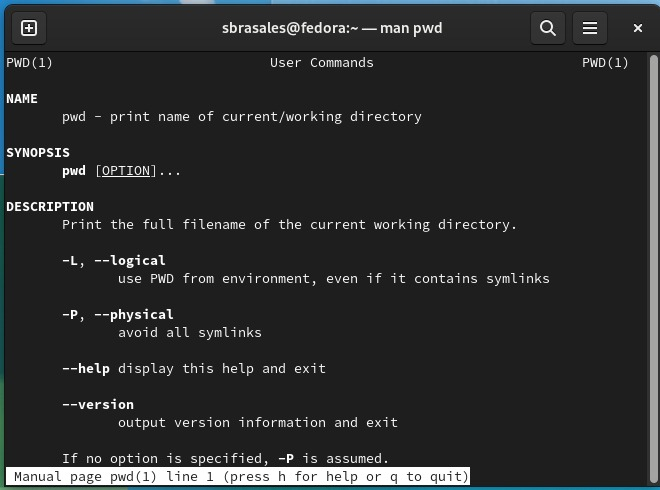 sbrasales@fedora:~ — man pwd
PWD(1) User Commands PWD(1)
NAME
pwd - print name of current/working directory
SYNOPSIS
pwd [OPTION]...
DESCRIPTION
Print the full filename of the current working directory.
-L, --logical
use PWD from environment, even if it contains symlinks
-P, --physical
avoid all symlinks
--help display this help and exit
--version
output version information and exit
If no option is specified, -P is assumed.
Manual page pwd(1) line 1 (press h for help or q to quit)